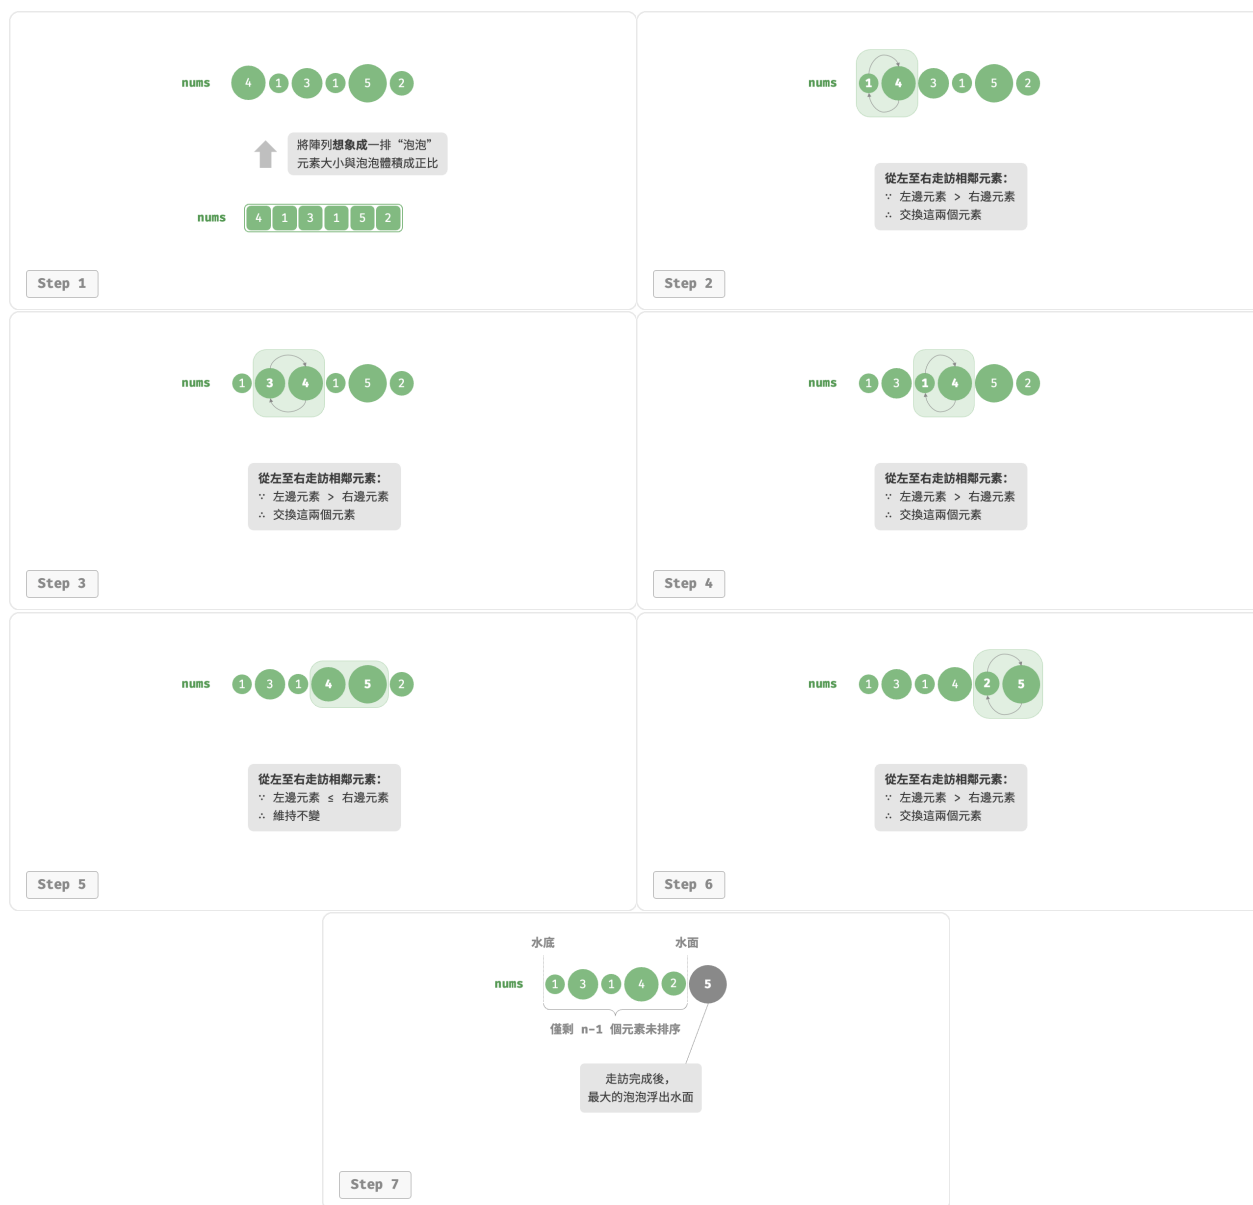 nums 4 1 3 1 5 2
將陣列想象成一排“泡泡”
元素大小與泡泡體積成正比
nums 4 1 3 1 5 2
Step 1
nums 1 4 3 1 5 2
從左至右走訪相鄰元素：
∵ 左邊元素 > 右邊元素
∴ 交換這兩個元素
Step 2
nums 1 3 4 1 5 2
從左至右走訪相鄰元素：
∵ 左邊元素 > 右邊元素
∴ 交換這兩個元素
Step 3
nums 1 3 1 4 5 2
從左至右走訪相鄰元素：
∵ 左邊元素 > 右邊元素
∴ 交換這兩個元素
Step 4
nums 1 3 1 4 5 2
從左至右走訪相鄰元素：
∵ 左邊元素 ≤ 右邊元素
∴ 維持不變
Step 5
nums 1 3 1 4 2 5
從左至右走訪相鄰元素：
∵ 左邊元素 > 右邊元素
∴ 交換這兩個元素
Step 6
水底 水面
nums 1 3 1 4 2 5
僅剩 n-1 個元素未排序
走訪完成後，
最大的泡泡浮出水面
Step 7